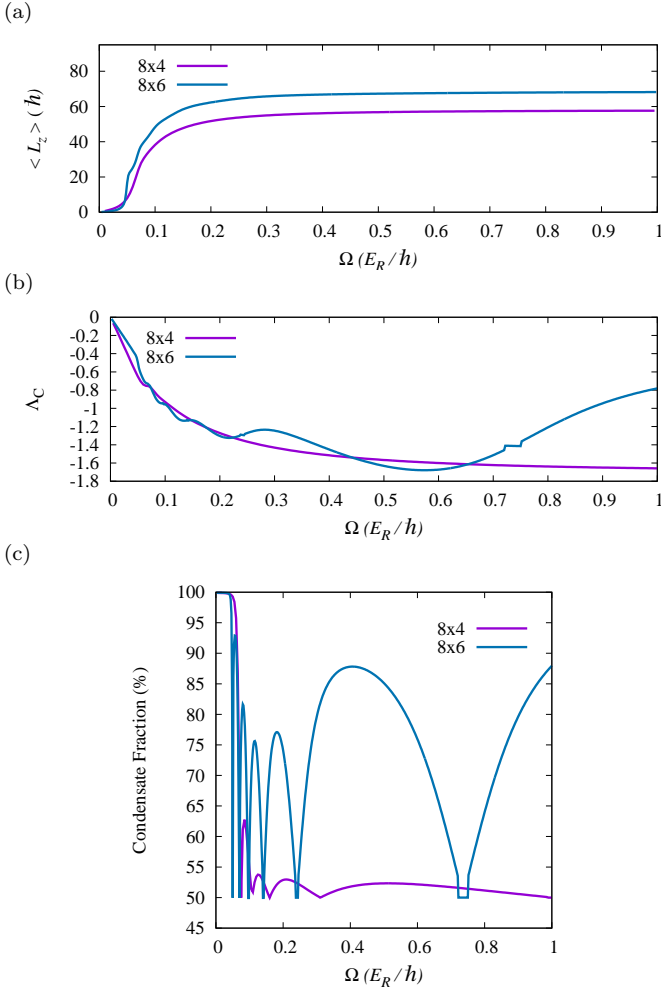 (a)
< L_z > (ℏ)
80
60
40
20
0
8x4
8x6
0 0.1 0.2 0.3 0.4 0.5 0.6 0.7 0.8 0.9 1
Ω (E_R/ℏ)
(b)
Λ_C
0
-0.2
-0.4
-0.6
-0.8
-1
-1.2
-1.4
-1.6
-1.8
8x4
8x6
0 0.1 0.2 0.3 0.4 0.5 0.6 0.7 0.8 0.9 1
Ω (E_R/ℏ)
(c)
Condensate Fraction (%)
100
95
90
85
80
75
70
65
60
55
50
45
8x4
8x6
0 0.2 0.4 0.6 0.8 1
Ω (E_R/ℏ)